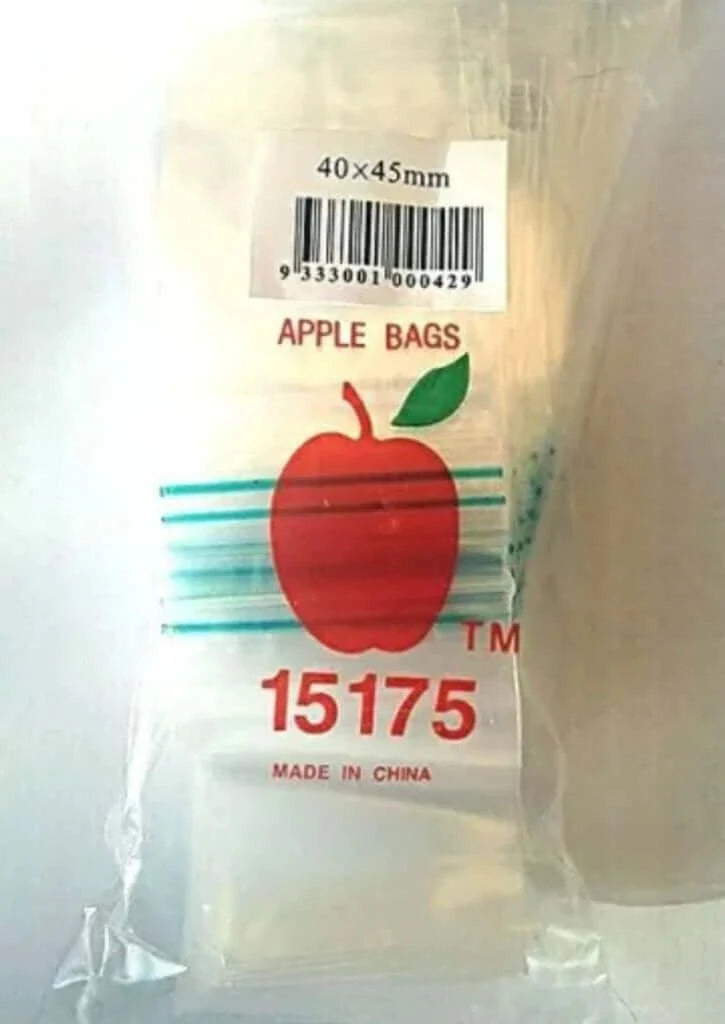 40×45mm
9 333001 000429
APPLE BAGS
TM
15175
MADE IN CHINA